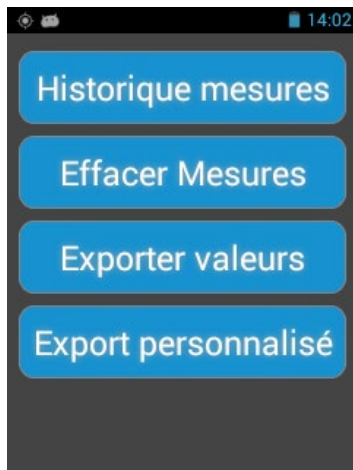 14:02
Historique mesures
Effacer Mesures
Exporter valeurs
Export personnalisé